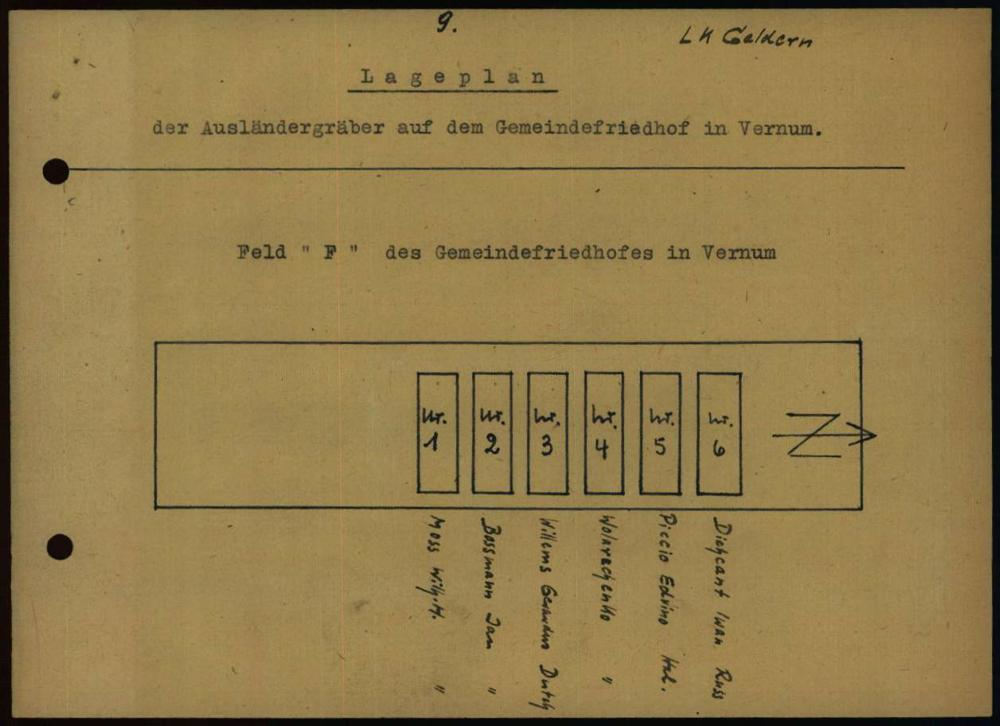 9.
LK Geldern
Lageplan
der Ausländergräber auf dem Gemeindefriedhof in Vernum.
Feld " F " des Gemeindefriedhofes in Vernum
Nr. 1
Nr. 2
Nr. 3
Nr. 4
Nr. 5
Nr. 6
N
Moss Wilh. M. "
Bossmann Jan "
Willems Gerardus Dutch
"
Piccio Edvino Ital.
Iwan Russ